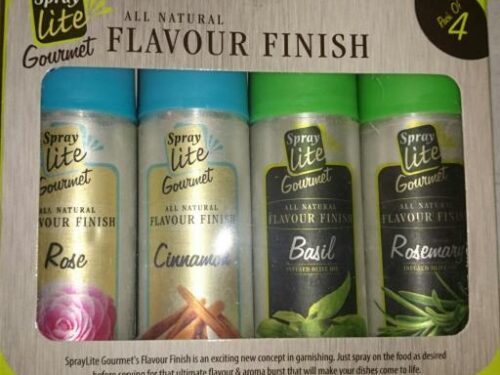 Spray
lite
Gourmet
ALL NATURAL
FLAVOUR FINISH
Pack Of
4
Spray
lite
Gourmet
ALL NATURAL
VOUR FINISH
Rose
Spray
lite
Gourmet
ALL NATURAL
FLAVOUR FINISH
Cinnamon
Spray
lite
Gourmet
ALL NATURAL
FLAVOUR FINISH
Basil
INFUSED OLIVE OIL
Spray
lite
Gourmet
ALL NATURAL
FLAVOUR FINISH
Rosemary
INFUSED OLIVE
SprayLite Gourmet's Flavour Finish is an exciting new concept in garnishing. Just spray on the food as desired
before serving for that ultimate flavour & aroma burst that will make your dishes come to life.